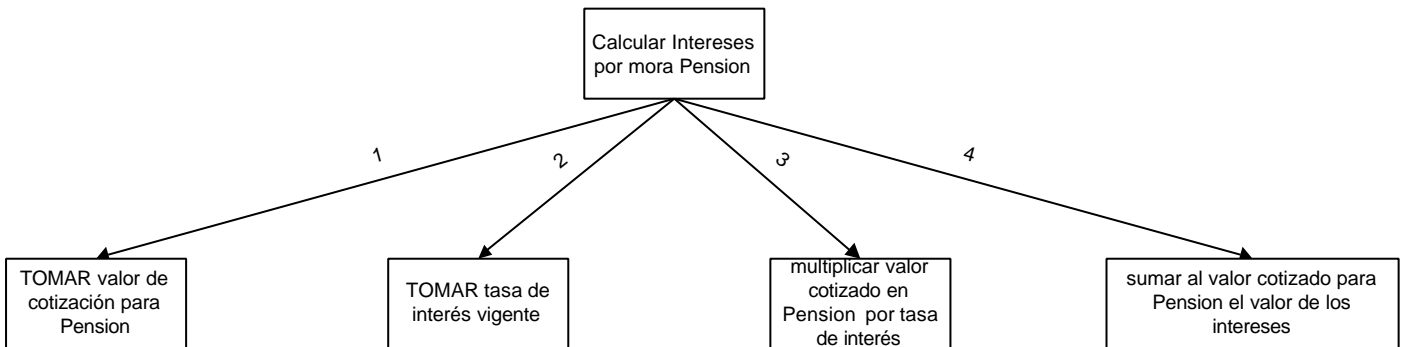 Calcular Intereses
por mora Pension
1
2
3
4
TOMAR valor de
cotización para
Pension
TOMAR tasa de
interés vigente
multiplicar valor
cotizado en
Pension por tasa
de interés
sumar al valor cotizado para
Pension el valor de los
intereses